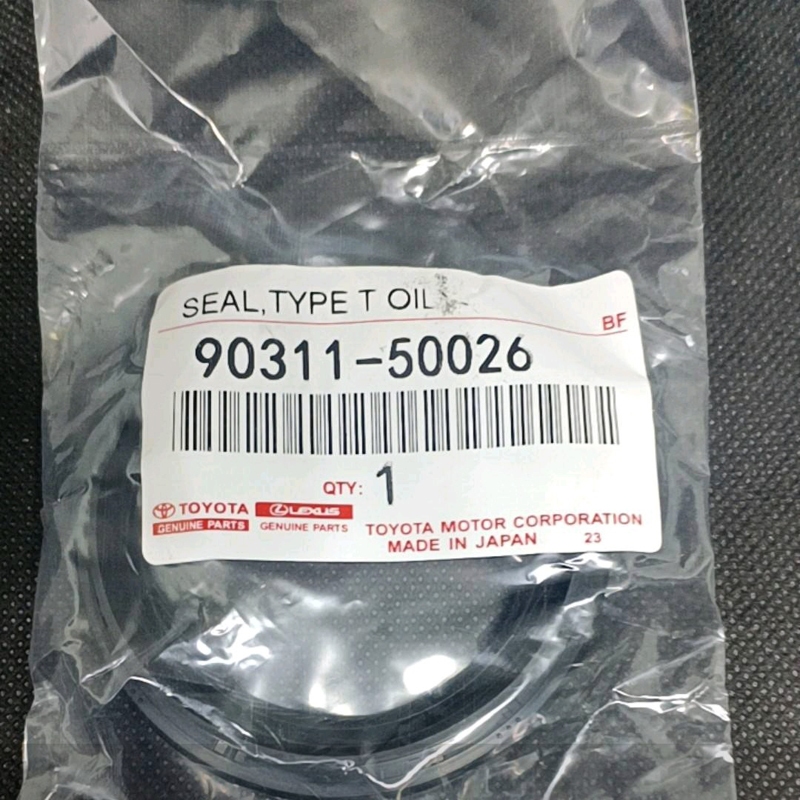 SEAL,TYPE T OIL
BF
90311-50026
QTY: 1
TOYOTA
GENUINE PARTS
LEXUS
GENUINE PARTS
TOYOTA MOTOR CORPORATION
MADE IN JAPAN 23